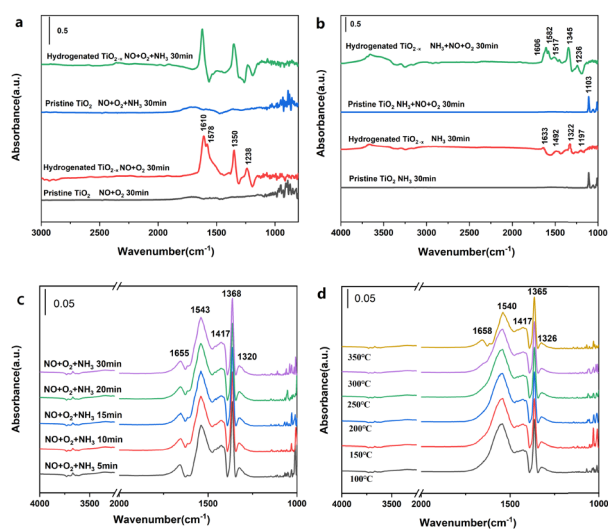 a
0.5
Hydrogenated TiO2-x NO+O2+NH3 30min
Pristine TiO2 NO+O2+NH3 30min
1610
1578
1350
1238
Hydrogenated TiO2-x NO+O2 30min
Pristine TiO2 NO+O2 30min
Absorbance(a.u.)
3000 2500 2000 1500 1000
Wavenumber(cm-1)
b
0.5
Hydrogenated TiO2-x NH3+NO+O2 30min
1606
1582
1517
1345
1236
Pristine TiO2 NH3+NO+O2 30min
1103
Hydrogenated TiO2-x NH3 30min
1633
1492
1322
1197
Pristine TiO2 NH3 30min
Absorbance(a.u.)
4000 3500 3000 2500 2000 1500 1000
Wavenumber(cm-1)
c
0.05
1368
1543
1417
1655
1320
NO+O2+NH3 30min
NO+O2+NH3 20min
NO+O2+NH3 15min
NO+O2+NH3 10min
NO+O2+NH3 5min
Absorbance(a.u.)
4000 2000 1500 1000
Wavenumber(cm-1)
d
0.05
1365
1540
1417
1658
1326
350℃
300℃
250℃
200℃
150℃
100℃
Absorbance(a.u.)
4000 2000 1500 1000
Wavenumber(cm-1)